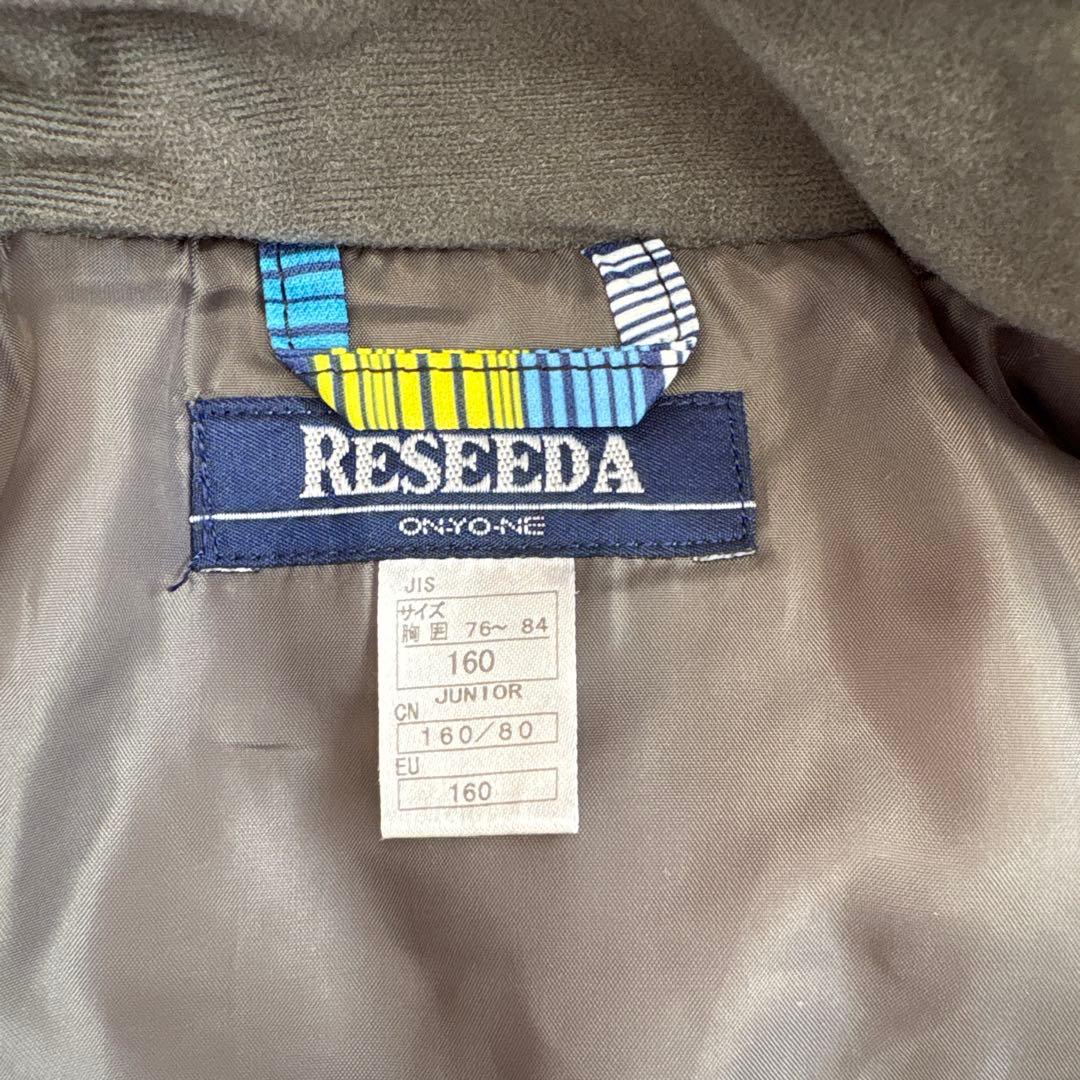 RESEEDA
ON•YO•NE
JIS
サイズ
胸囲 76～84
160
JUNIOR
CN
160/80
EU
160